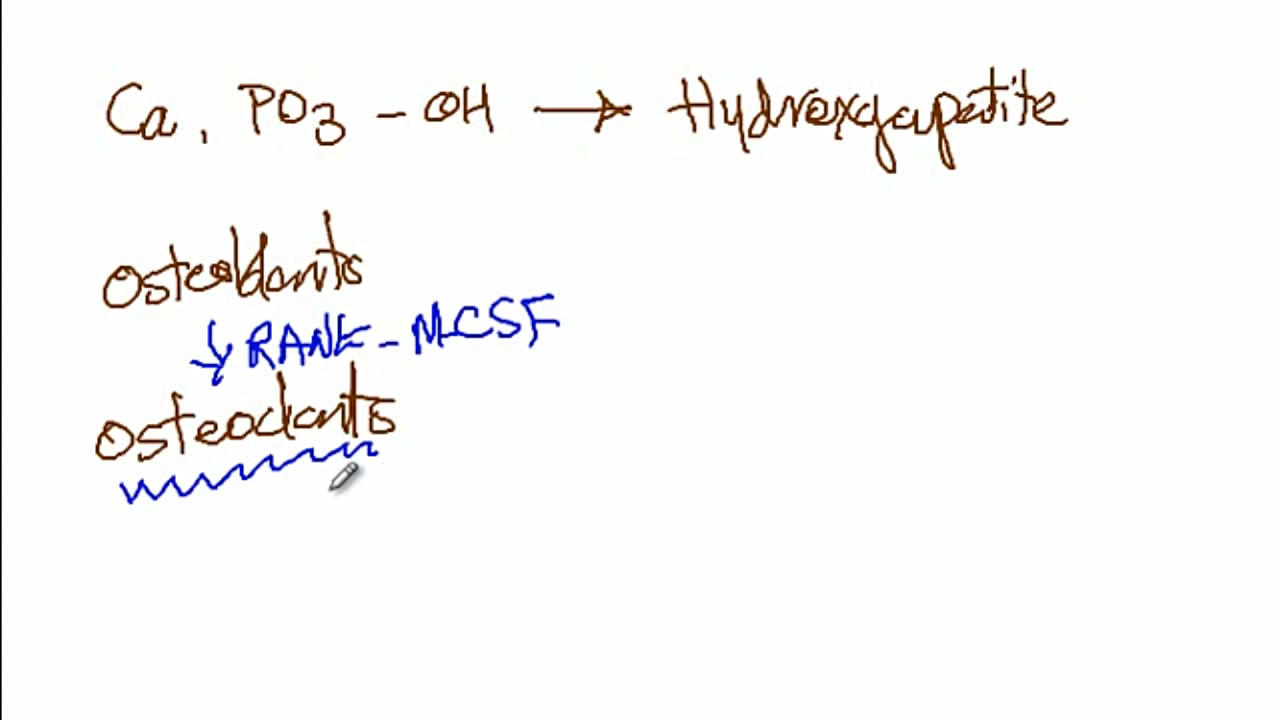 Ca, PO3 - OH → Hydroxyapatite
Osteoblasts
↓ RANK - MCSF
Osteoclasts